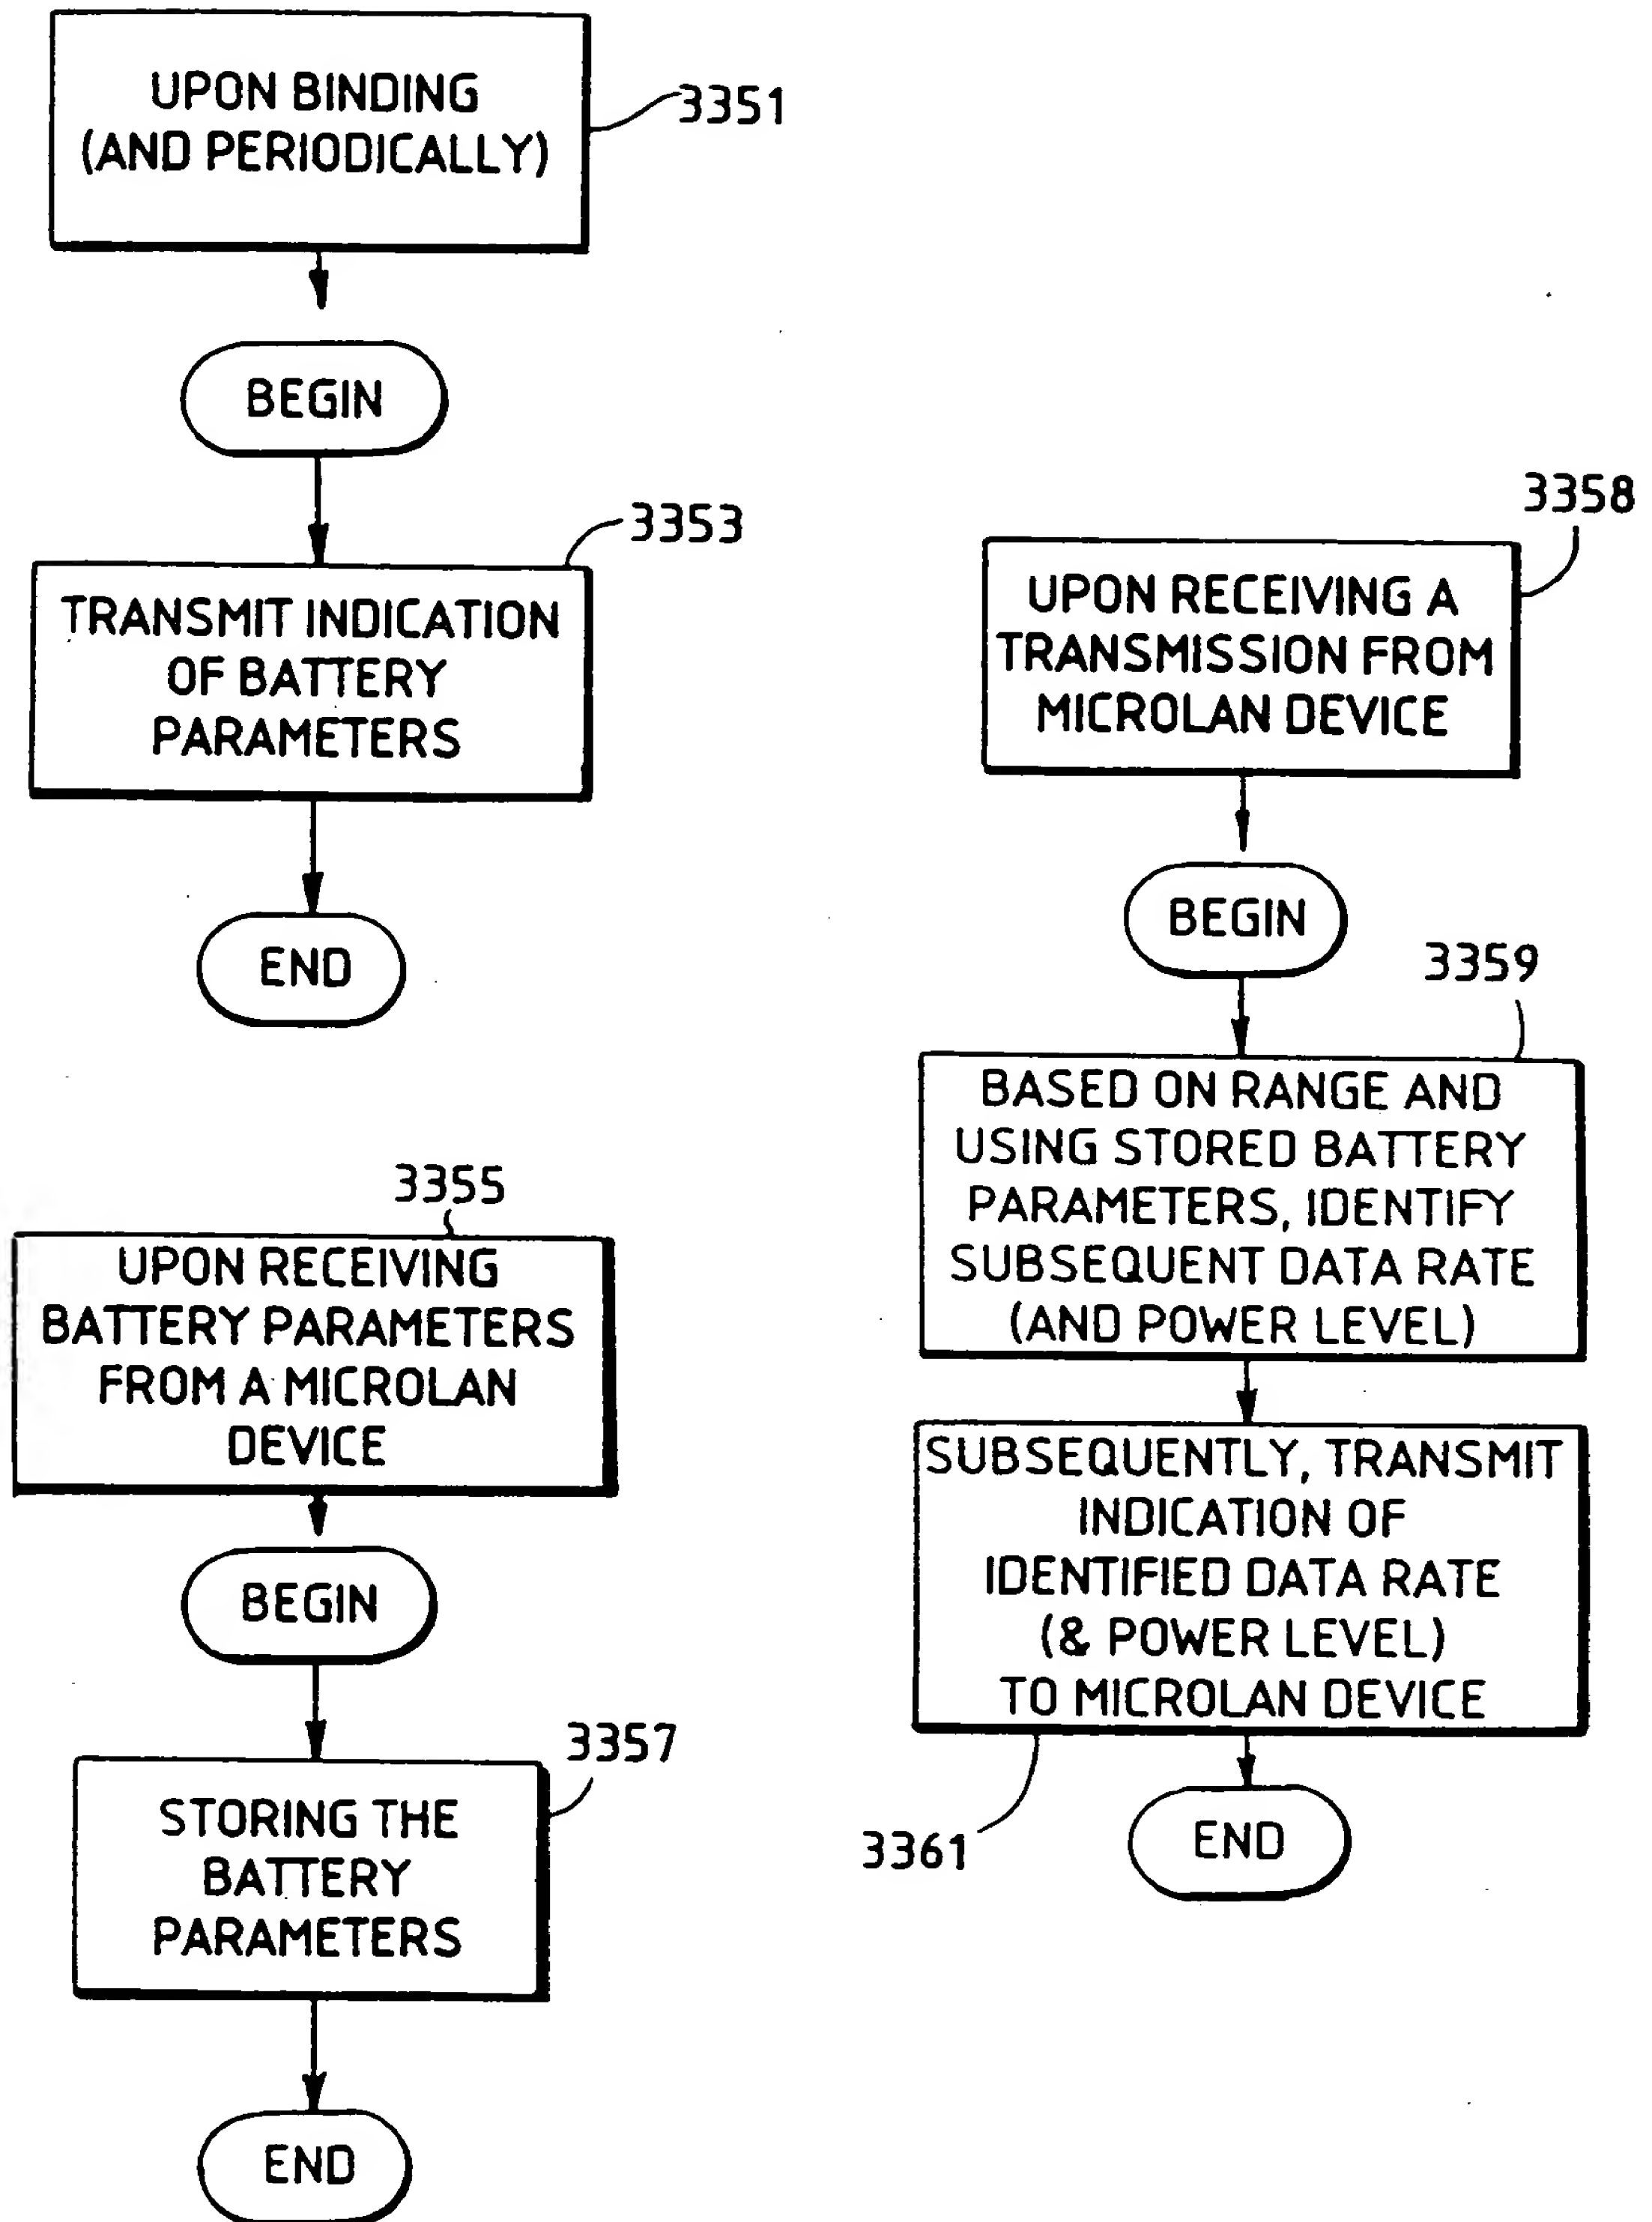 UPON BINDING
(AND PERIODICALLY)
3351
BEGIN
3353
TRANSMIT INDICATION
OF BATTERY
PARAMETERS
END
3355
UPON RECEIVING
BATTERY PARAMETERS
FROM A MICROLAN
DEVICE
BEGIN
3357
STORING THE
BATTERY
PARAMETERS
END
3358
UPON RECEIVING A
TRANSMISSION FROM
MICROLAN DEVICE
BEGIN
3359
BASED ON RANGE AND
USING STORED BATTERY
PARAMETERS, IDENTIFY
SUBSEQUENT DATA RATE
(AND POWER LEVEL)
SUBSEQUENTLY, TRANSMIT
INDICATION OF
IDENTIFIED DATA RATE
(& POWER LEVEL)
TO MICROLAN DEVICE
3361
END